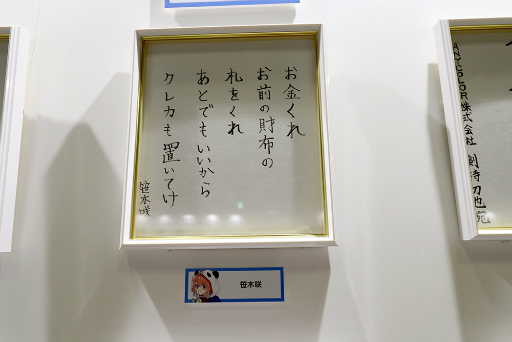 お金くれ
お前の財布の
札をくれ
あとでもいいから
クレカも置いてけ
笹木咲
笹木咲
ANYCOLOR株式会社
剣持刀也宛